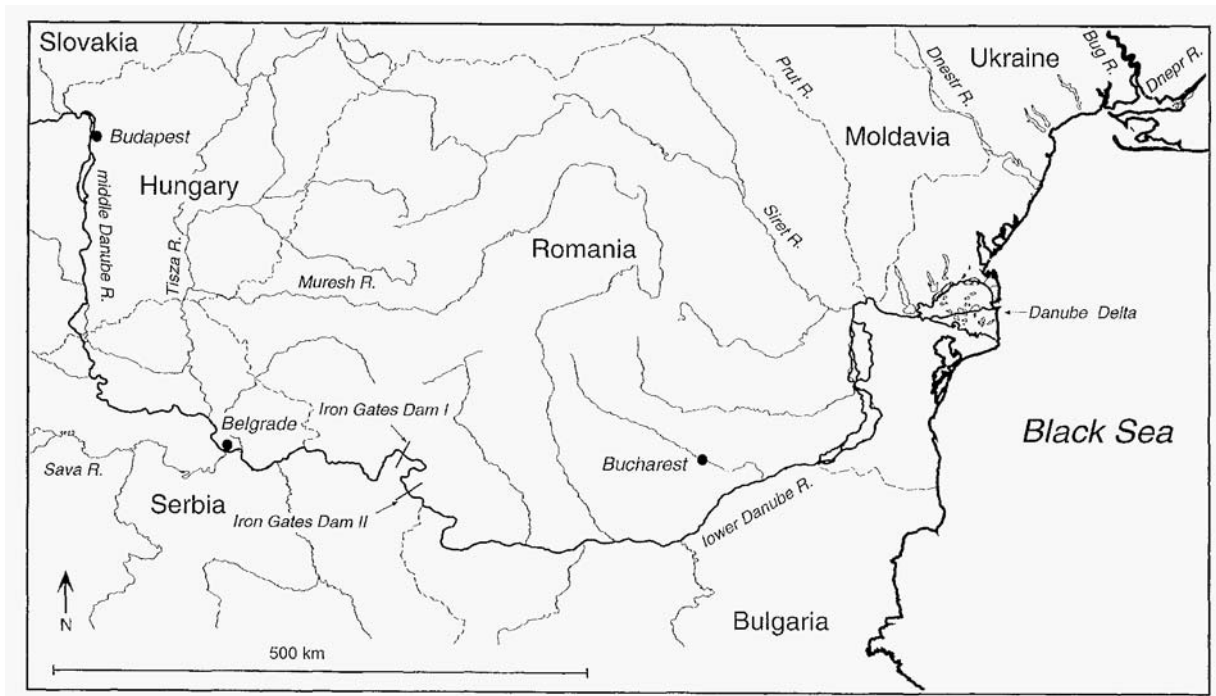 Slovakia
Ukraine
Bug R.
Dnepr R.
Prut R.
Dnestr R.
Budapest
Moldavia
Hungary
middle Danube R.
Tisza R.
Siret R.
Romania
Muresh R.
Danube Delta
Iron Gates Dam I
Belgrade
Black Sea
Bucharest
Sava R.
Serbia
Iron Gates Dam II
lower Danube R.
N
Bulgaria
500 km